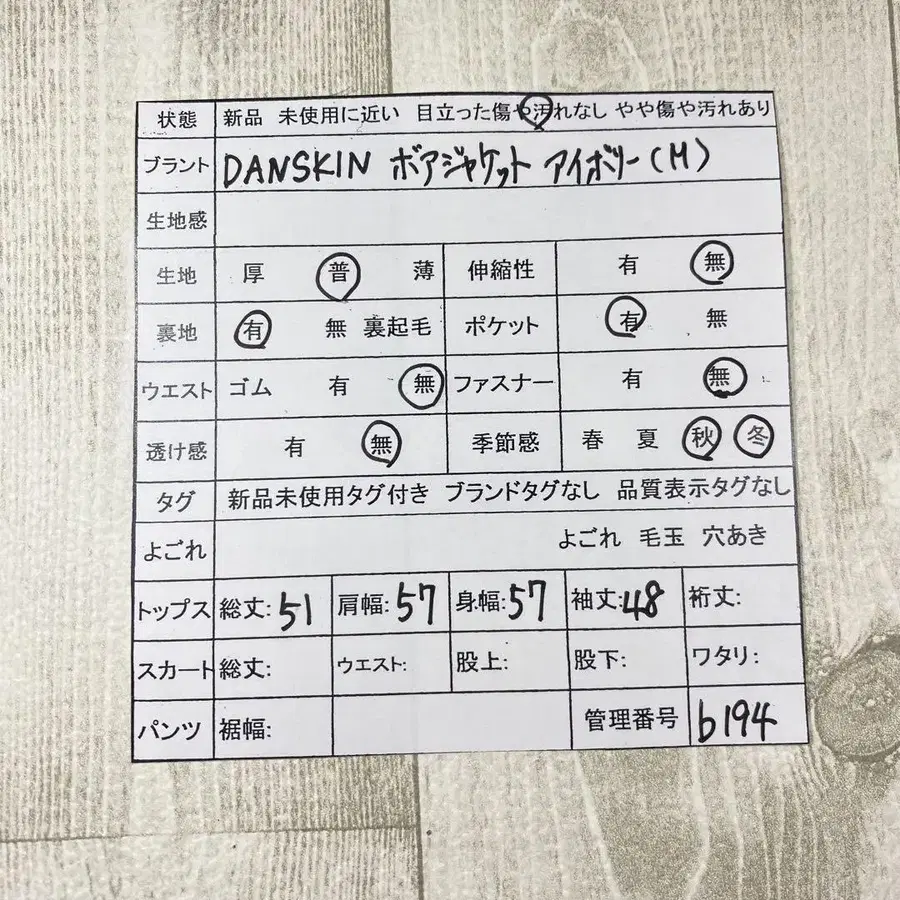 状態 新品 未使用に近い 目立った傷や汚れなし やや傷や汚れあり
ブラント DANSKIN ボアジャケット アイボリー(M)
生地感
生地 厚 普 薄 伸縮性 有 無
裏地 有 無 裏起毛 ポケット 有 無
ウエスト ゴム 有 無 ファスナー 有 無
透け感 有 無 季節感 春 夏 秋 冬
タグ 新品未使用タグ付き ブランドタグなし 品質表示タグなし
よごれ よごれ 毛玉 穴あき
トップス 総丈:51 肩幅:57 身幅:57 袖丈:48 裄丈:
スカート 総丈: ウエスト: 股上: 股下: ワタリ:
パンツ 裾幅: 管理番号 b194